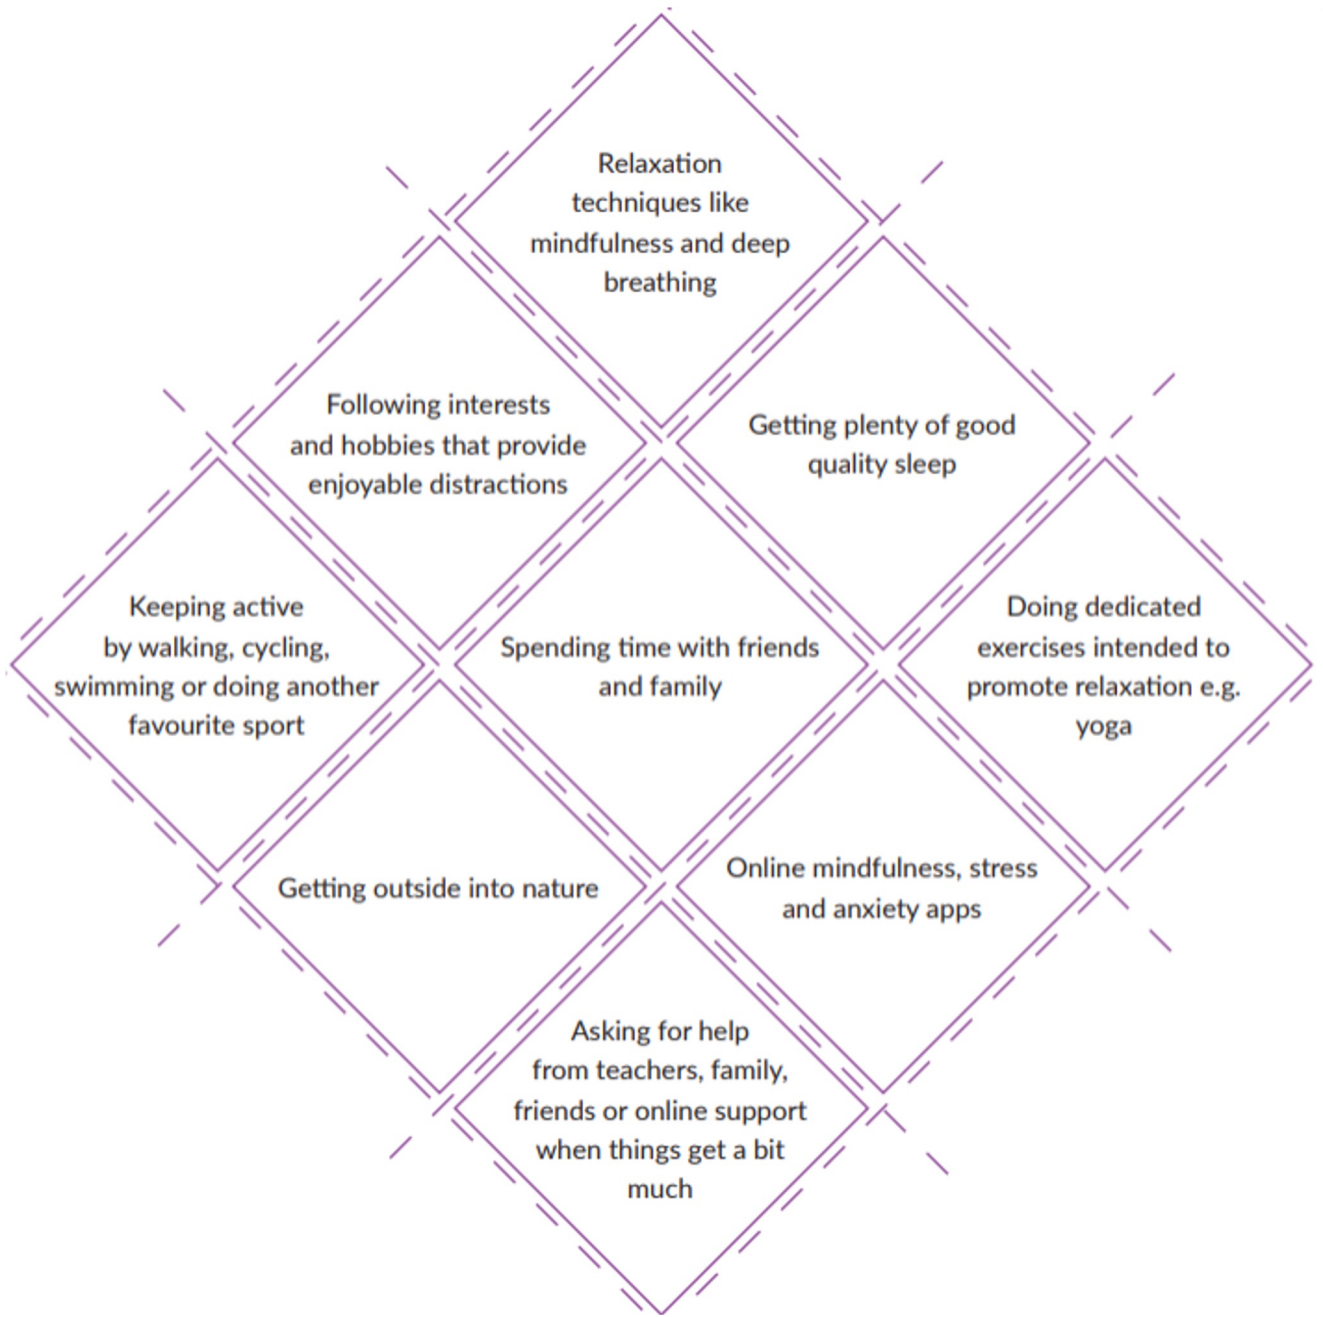 Relaxation
techniques like
mindfulness and deep
breathing
Following interests
and hobbies that provide
enjoyable distractions
Getting plenty of good
quality sleep
Keeping active
by walking, cycling,
swimming or doing another
favourite sport
Spending time with friends
and family
Doing dedicated
exercises intended to
promote relaxation e.g.
yoga
Getting outside into nature
Online mindfulness, stress
and anxiety apps
Asking for help
from teachers, family,
friends or online support
when things get a bit
much